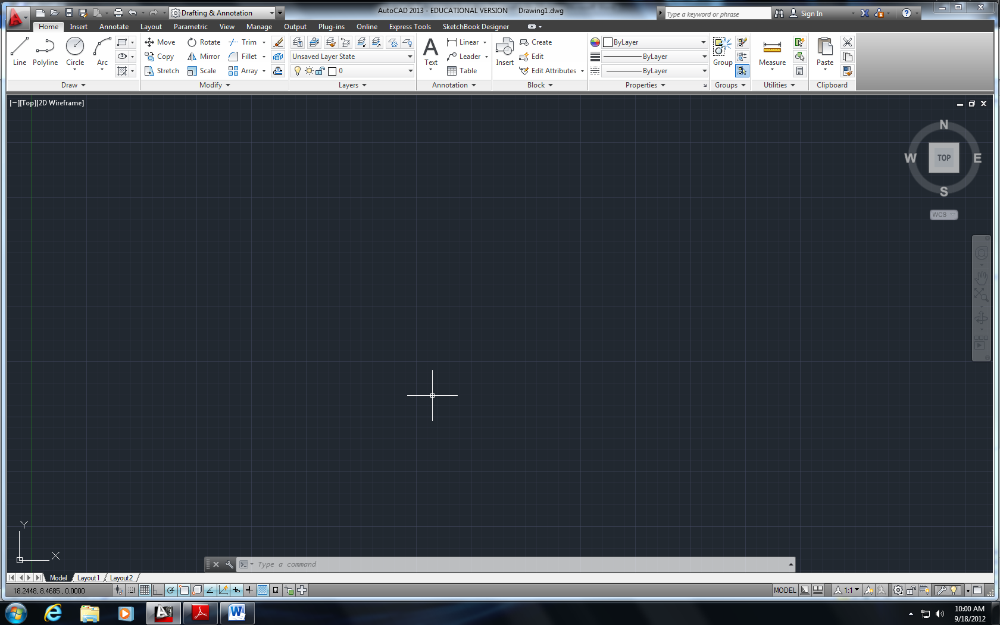 Drafting & Annotation
AutoCAD 2013 - EDUCATIONAL VERSION Drawing1.dwg
Type a keyword or phrase
Sign In
Home Insert Annotate Layout Parametric View Manage Output Plug-ins Online Express Tools SketchBook Designer
Line Polyline Circle Arc
Move Rotate Trim
Copy Mirror Fillet
Stretch Scale Array
Unsaved Layer State
0
Text
Linear
Leader
Table
Insert
Create
Edit
Edit Attributes
ByLayer
ByLayer
ByLayer
Group
Measure
Paste
Draw Modify Layers Annotation Block Properties Groups Utilities Clipboard
[−][Top][2D Wireframe]
N
W TOP E
S
WCS
Y
X
Type a command
Model Layout1 Layout2
18.2448, 8.4685 , 0.0000
MODEL
1:1
10:00 AM
9/18/2012